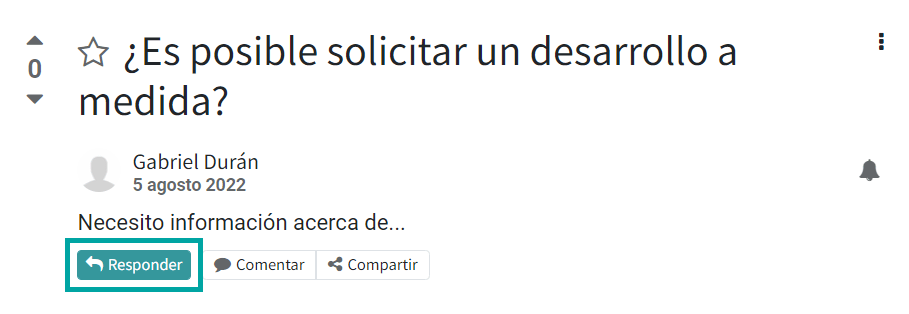 ¿Es posible solicitar un desarrollo a
medida?
0
Gabriel Durán
5 agosto 2022
Necesito información acerca de...
Responder Comentar Compartir